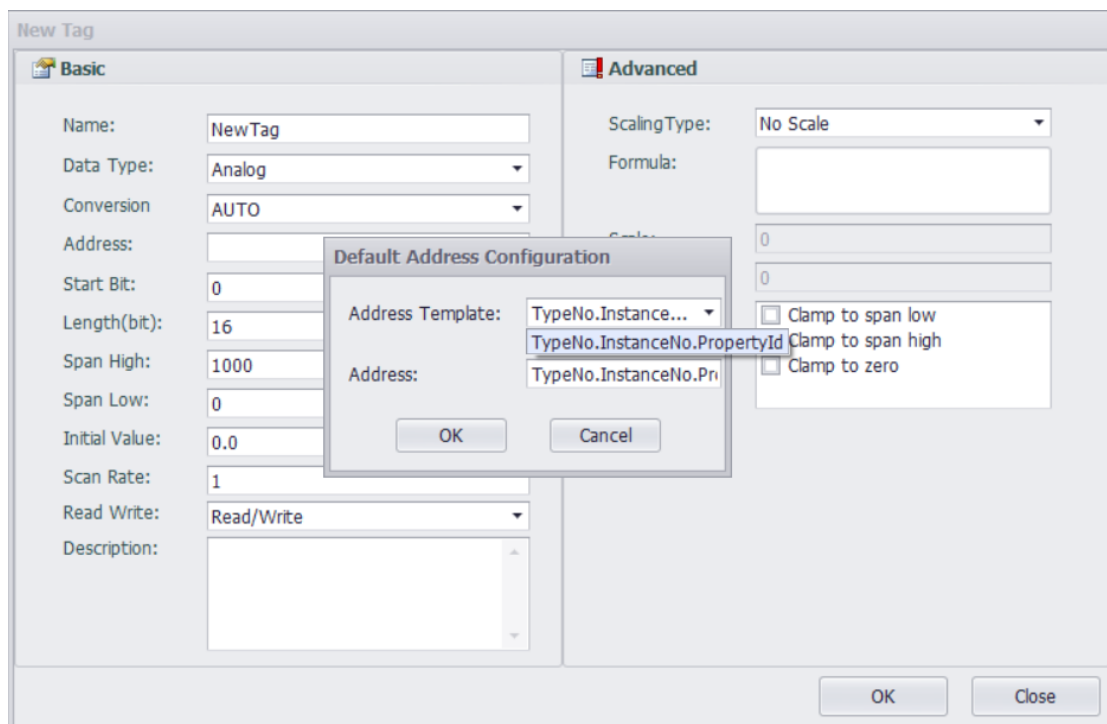 New Tag
Basic
Name: NewTag
Data Type: Analog
Conversion AUTO
Address:
Start Bit: 0
Length(bit): 16
Span High: 1000
Span Low: 0
Initial Value: 0.0
Scan Rate: 1
Read Write: Read/Write
Description:
Advanced
ScalingType: No Scale
Formula:
0
0
Clamp to span low
Clamp to span high
Clamp to zero
Default Address Configuration
Address Template: TypeNo.Instance...
TypeNo.InstanceNo.PropertyId
Address: TypeNo.InstanceNo.Pr
OK Cancel
OK Close